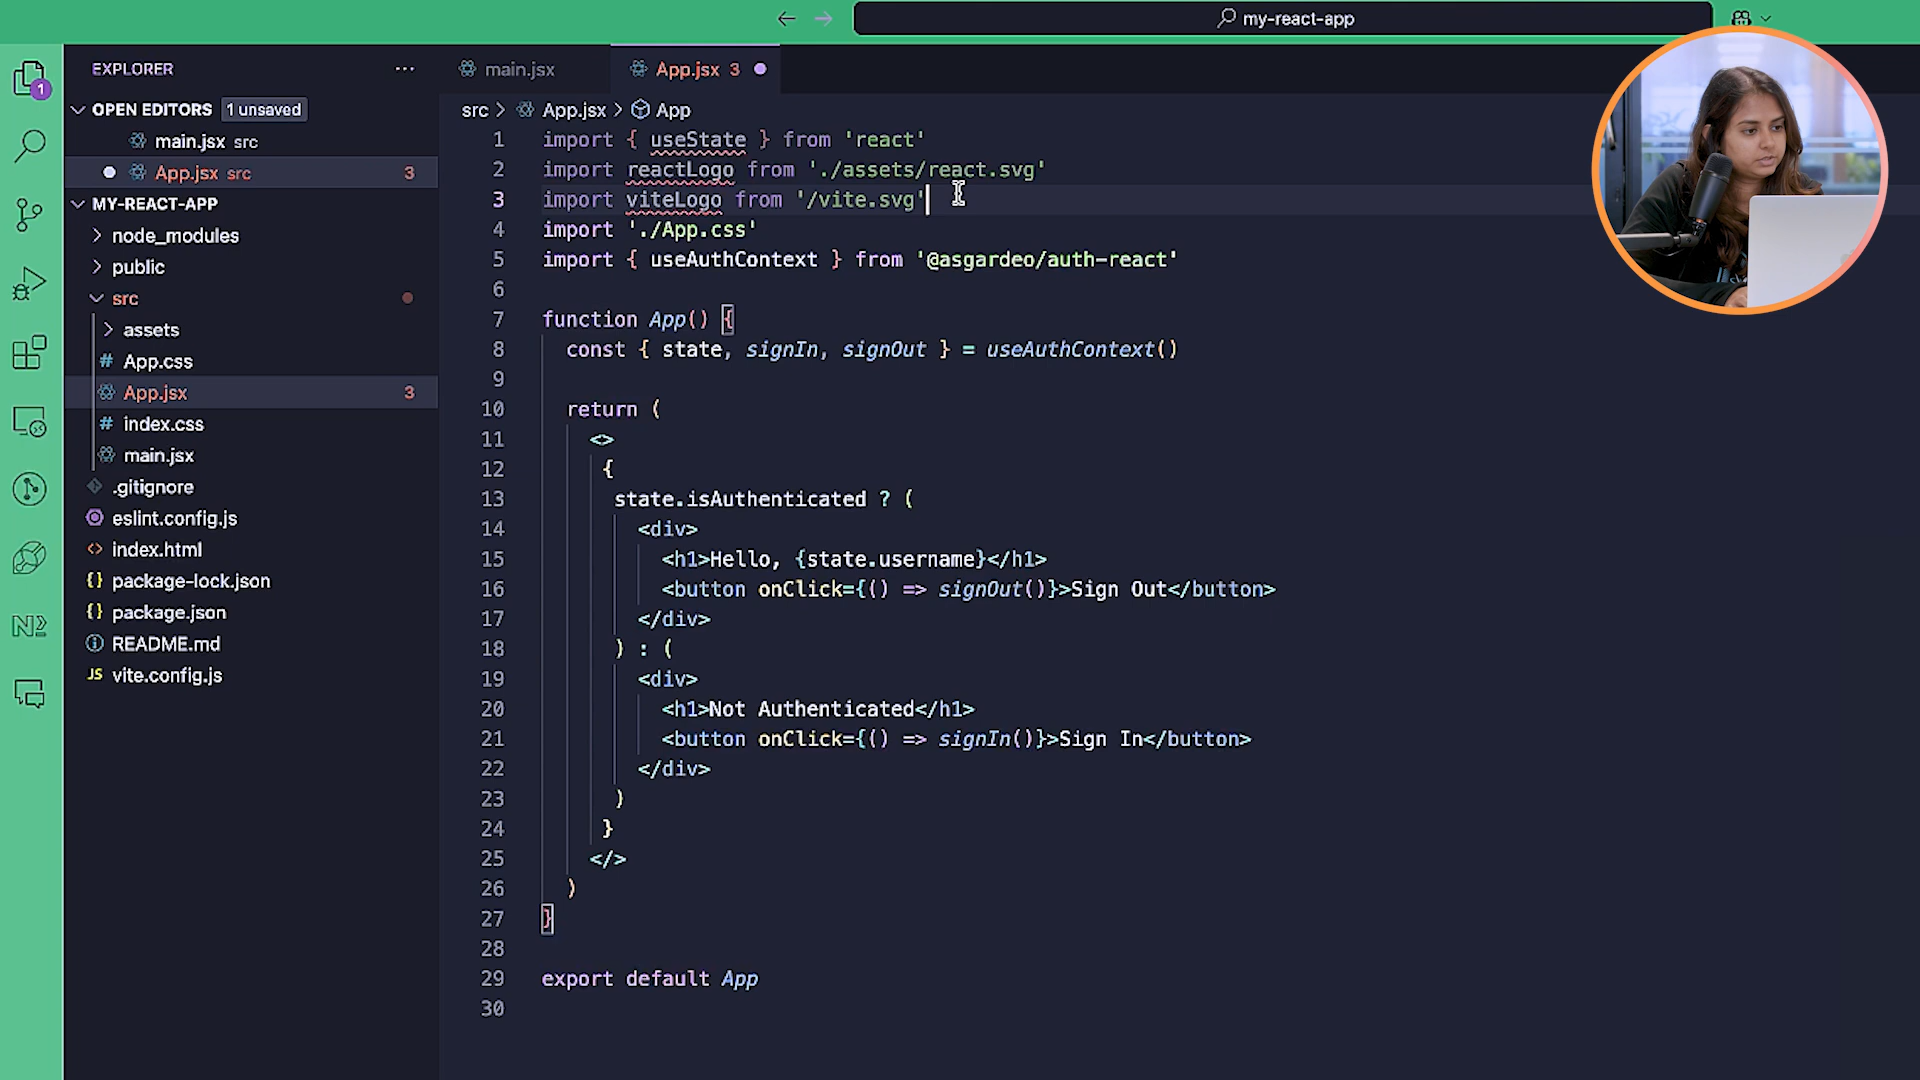 my-react-app
EXPLORER
OPEN EDITORS 1 unsaved
main.jsx src
App.jsx src 3
MY-REACT-APP
node_modules
public
src
assets
# App.css
App.jsx 3
# index.css
main.jsx
.gitignore
eslint.config.js
<> index.html
{} package-lock.json
{} package.json
README.md
JS vite.config.js
1
main.jsx
App.jsx 3
src > App.jsx > App
1 import { useState } from 'react'
2 import reactLogo from './assets/react.svg'
3 import viteLogo from '/vite.svg'
4 import './App.css'
5 import { useAuthContext } from '@asgardeo/auth-react'
6
7 function App() {
8 const { state, signIn, signOut } = useAuthContext()
9
10 return (
11 <>
12 {
13 state.isAuthenticated ? (
14 <div>
15 <h1>Hello, {state.username}</h1>
16 <button onClick={() => signOut()}>Sign Out</button>
17 </div>
18 ) : (
19 <div>
20 <h1>Not Authenticated</h1>
21 <button onClick={() => signIn()}>Sign In</button>
22 </div>
23 )
24 }
25 </>
26 )
27 }
28
29 export default App
30